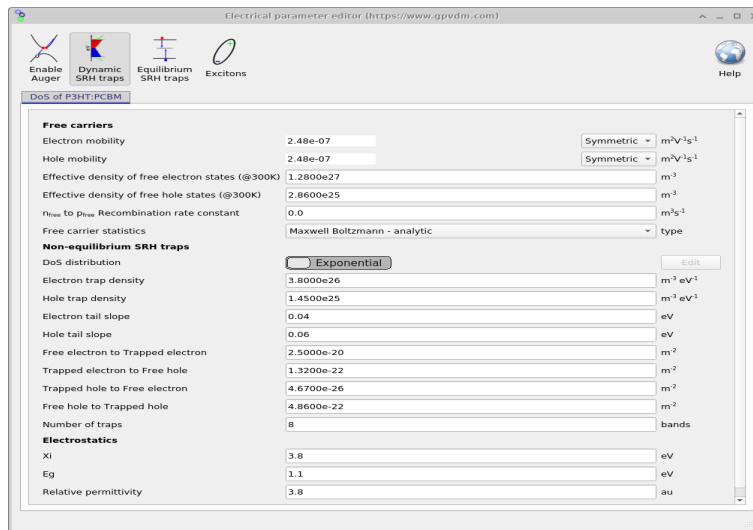 Electrical parameter editor (https://www.gpvdm.com)
Enable Auger
Dynamic SRH traps
Equilibrium SRH traps
Excitons
Help
DoS of P3HT:PCBM
Free carriers
Electron mobility 2.48e-07 Symmetric m²V⁻¹s⁻¹
Hole mobility 2.48e-07 Symmetric m²V⁻¹s⁻¹
Effective density of free electron states (@300K) 1.2800e27 m⁻³
Effective density of free hole states (@300K) 2.8600e25 m⁻³
nfree to pfree Recombination rate constant 0.0 m³s⁻¹
Free carrier statistics Maxwell Boltzmann - analytic type
Non-equilibrium SRH traps
DoS distribution Exponential Edit
Electron trap density 3.8000e26 m⁻³ eV⁻¹
Hole trap density 1.4500e25 m⁻³ eV⁻¹
Electron tail slope 0.04 eV
Hole tail slope 0.06 eV
Free electron to Trapped electron 2.5000e-20 m⁻²
Trapped electron to Free hole 1.3200e-22 m⁻²
Trapped hole to Free electron 4.6700e-26 m⁻²
Free hole to Trapped hole 4.8600e-22 m⁻²
Number of traps 8 bands
Electrostatics
Xi 3.8 eV
Eg 1.1 eV
Relative permittivity 3.8 au